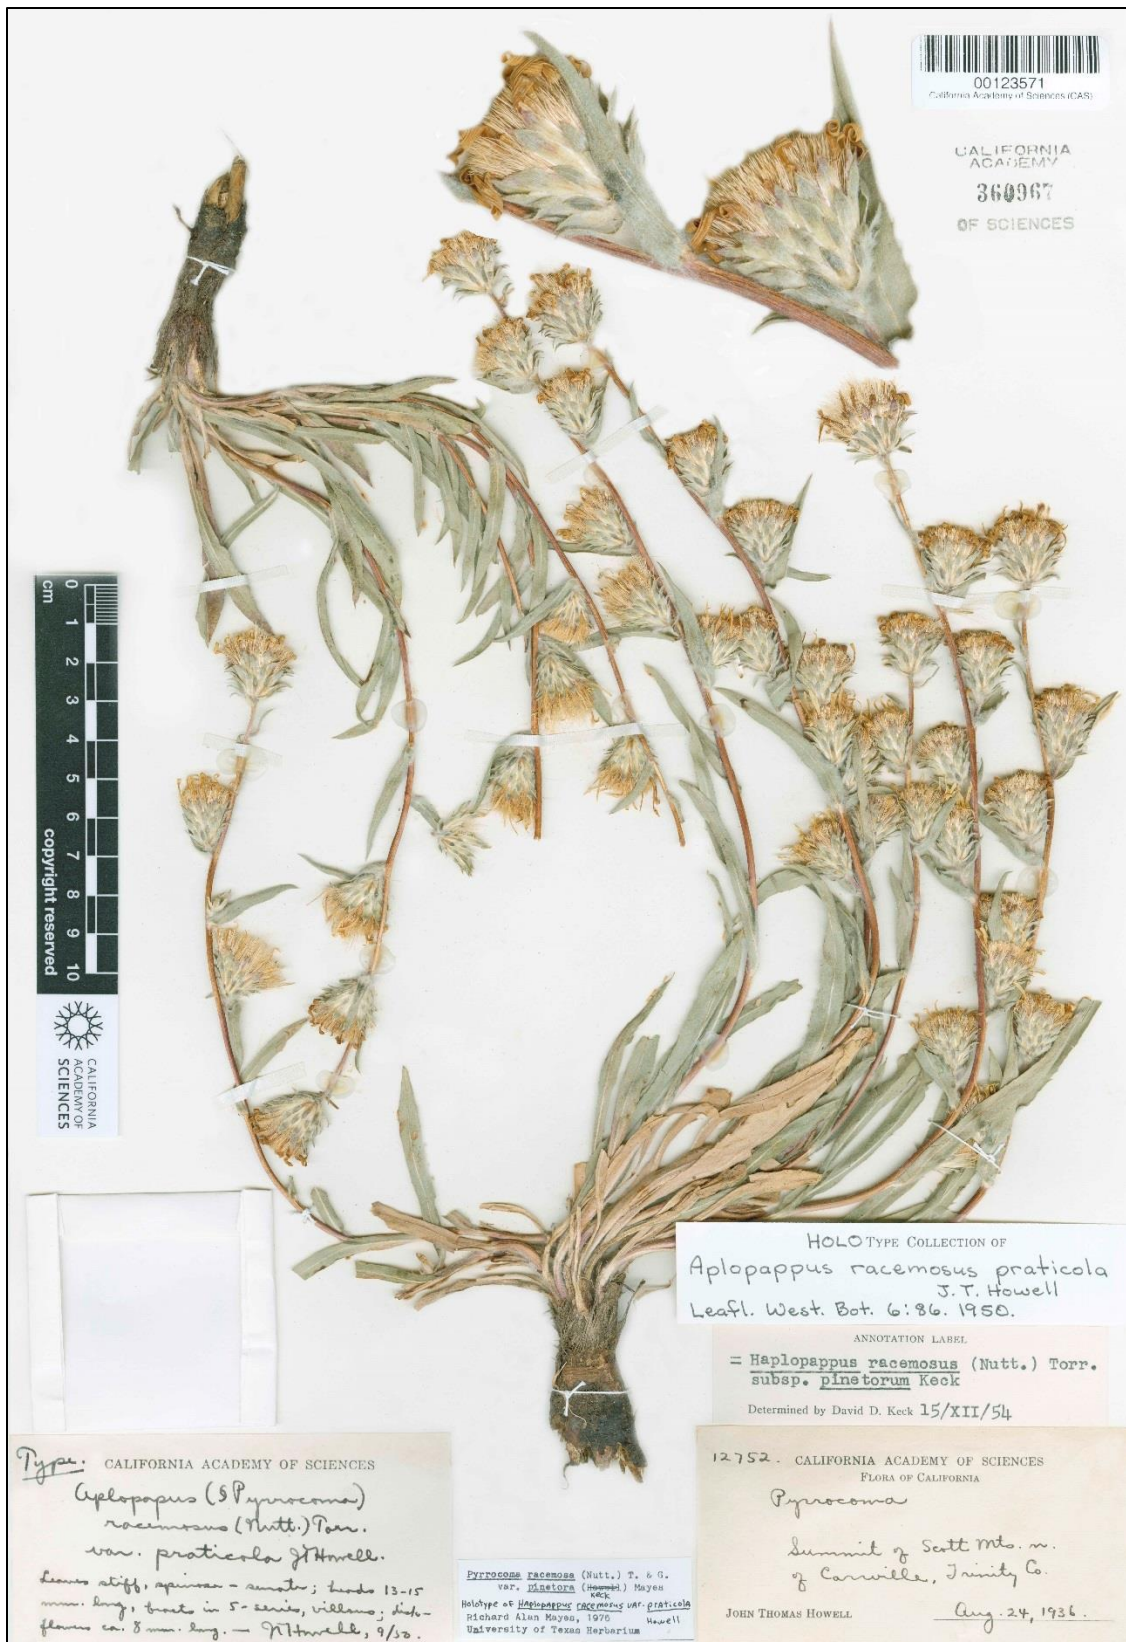 00123571
California Academy of Sciences (CAS)
CALIFORNIA
ACADEMY
360967
OF SCIENCES
cm
0
1
2
3
4
5
6
7
8
9
10
copyright reserved
CALIFORNIA
ACADEMY OF
SCIENCES
HOLOTYPE COLLECTION OF
Aplopappus racemosus praticola
J. T. Howell
Leafl. West. Bot. 6:86. 1950.
ANNOTATION LABEL
= Haplopappus racemosus (Nutt.) Torr.
subsp. pinetorum Keck
Determined by David D. Keck 15/XII/54
Type. CALIFORNIA ACADEMY OF SCIENCES
Aplopappus (§ Pyrrocoma)
racemosus (Nutt.) Torr.
var. praticola JTHowell.
Leaves stiff, spinose-serrate; heads 13-15
mm. long, bracts in 5-series, villous; disk-
flowers ca. 8 mm. long. — JTHowell, 9/50.
Pyrrocoma racemosa (Nutt.) T. & G.
var. pinetora (Howell) Mayes
Keck
Holotype of Haplopappus racemosus var. praticola
Howell
Richard Alan Mayes, 1976
University of Texas Herbarium
12752. CALIFORNIA ACADEMY OF SCIENCES
FLORA OF CALIFORNIA
Pyrrocoma
Summit of Scott Mts. n.
of Carrville, Trinity Co.
JOHN THOMAS HOWELL Aug. 24, 1936.